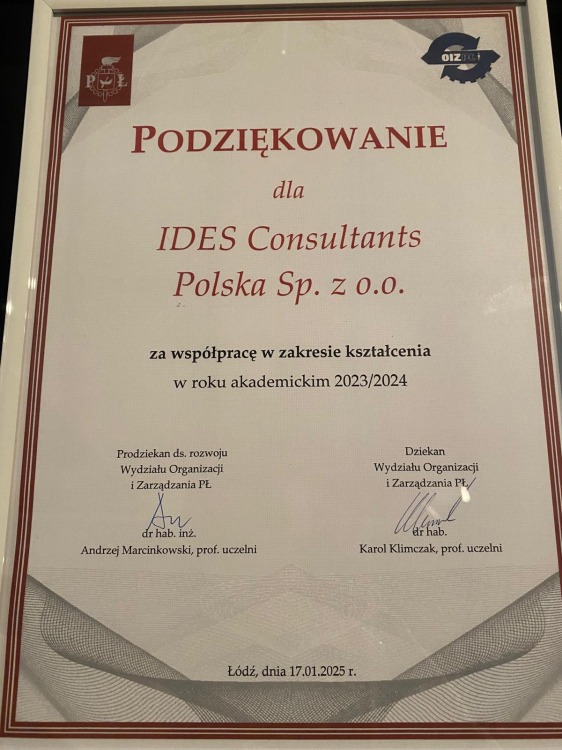 P Ł
OIZ
PODZIĘKOWANIE
dla
IDES Consultants
Polska Sp. z o.o.
za współpracę w zakresie kształcenia
w roku akademickim 2023/2024
Prodziekan ds. rozwoju
Wydziału Organizacji
i Zarządzania PŁ
dr hab. inż.
Andrzej Marcinkowski, prof. uczelni
Dziekan
Wydziału Organizacji
i Zarządzania PŁ
dr hab.
Karol Klimczak, prof. uczelni
Łódź, dnia 17.01.2025 r.